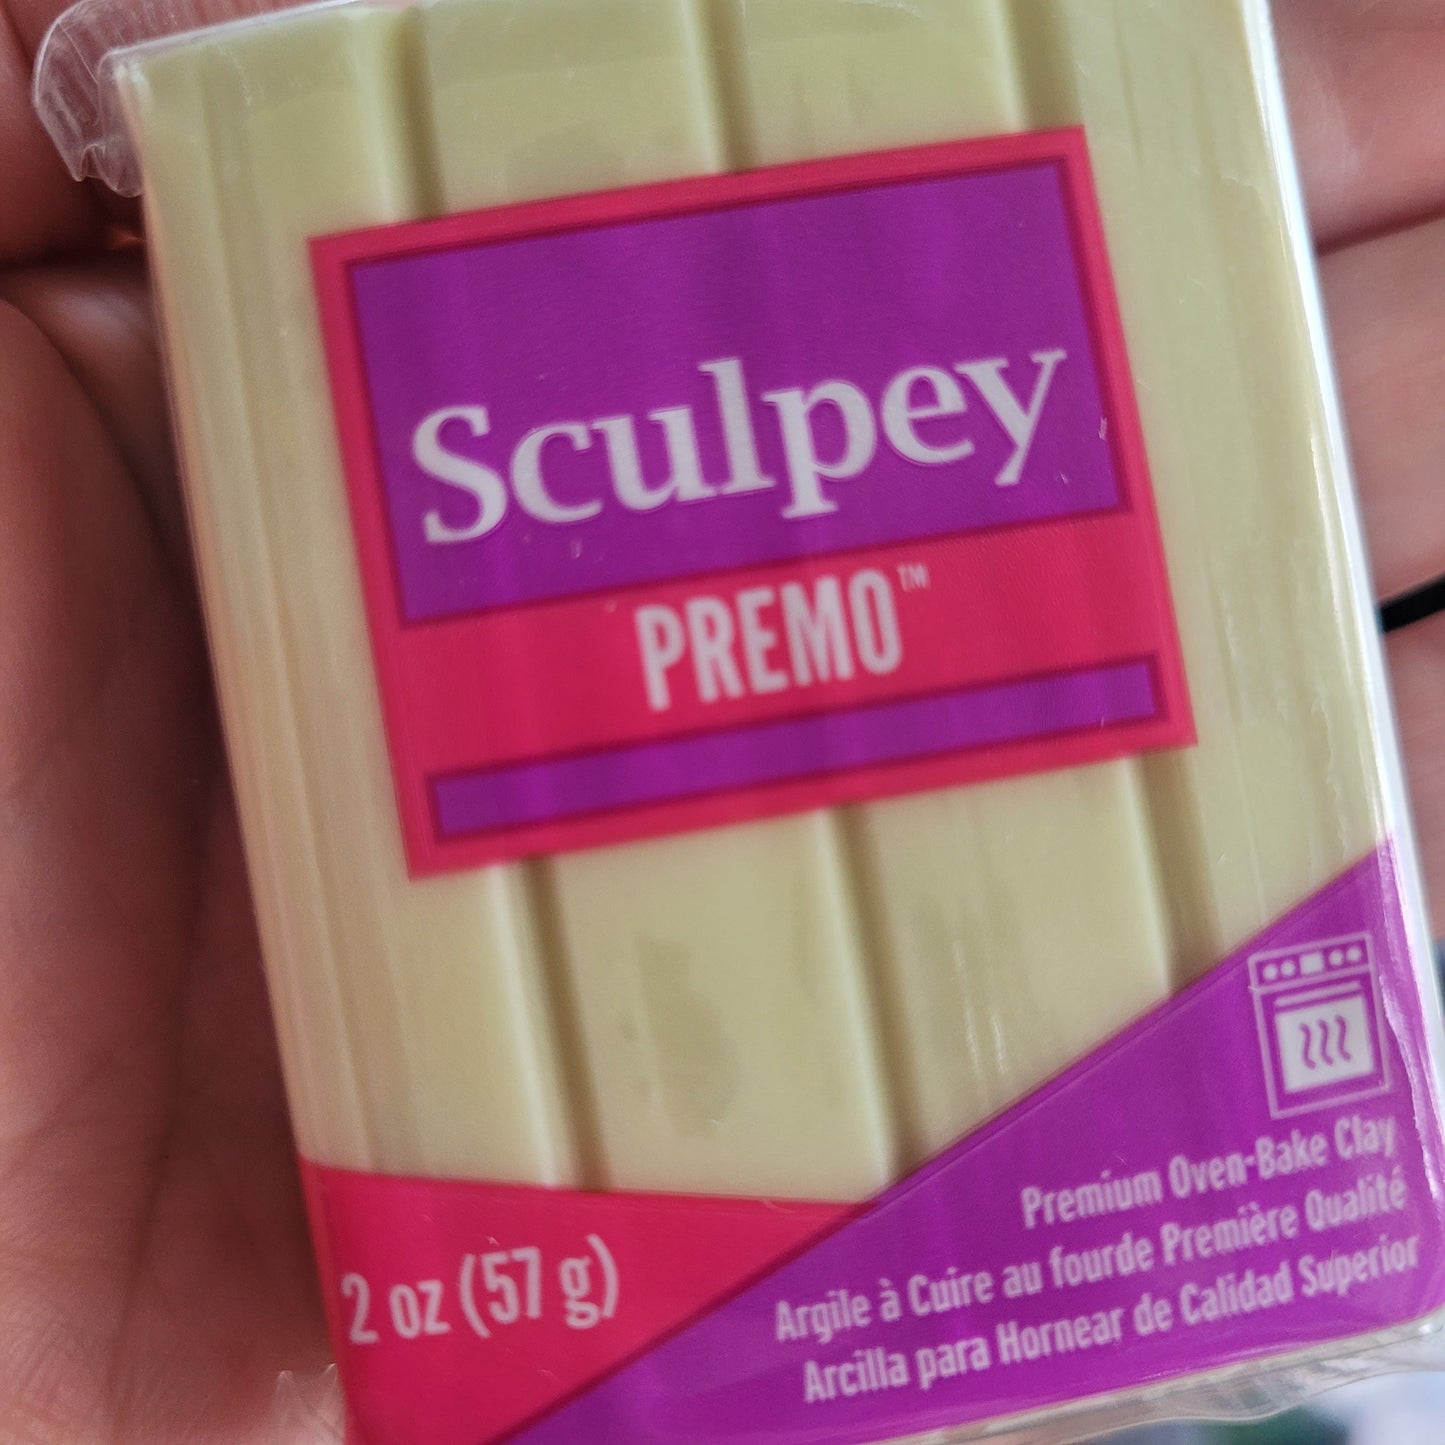 Sculpey
PREMO™
2 oz (57 g)
Premium Oven-Bake Clay
Argile à Cuire au fourde Première Qualité
Arcilla para Hornear de Calidad Superior